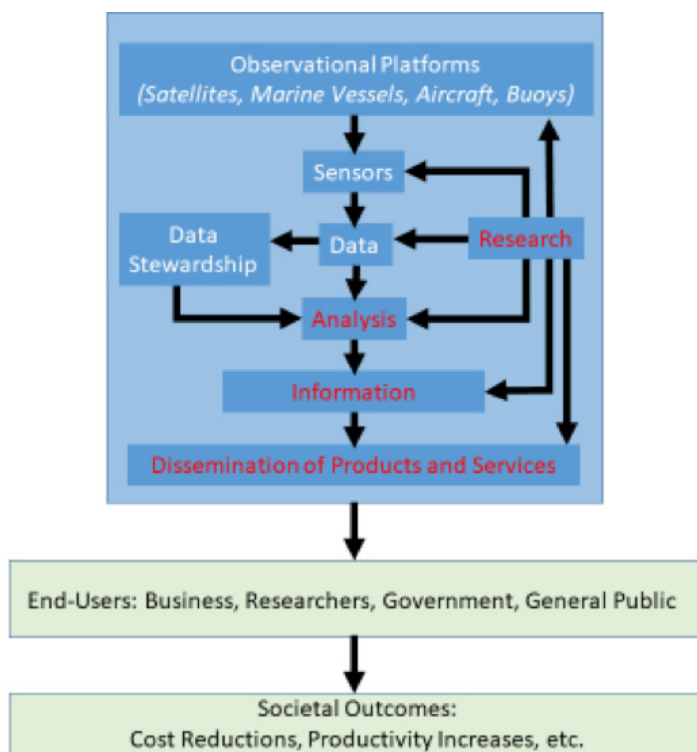 Observational Platforms
(Satellites, Marine Vessels, Aircraft, Buoys)
Sensors
Data
Stewardship
Data
Research
Analysis
Information
Dissemination of Products and Services
End-Users: Business, Researchers, Government, General Public
Societal Outcomes:
Cost Reductions, Productivity Increases, etc.